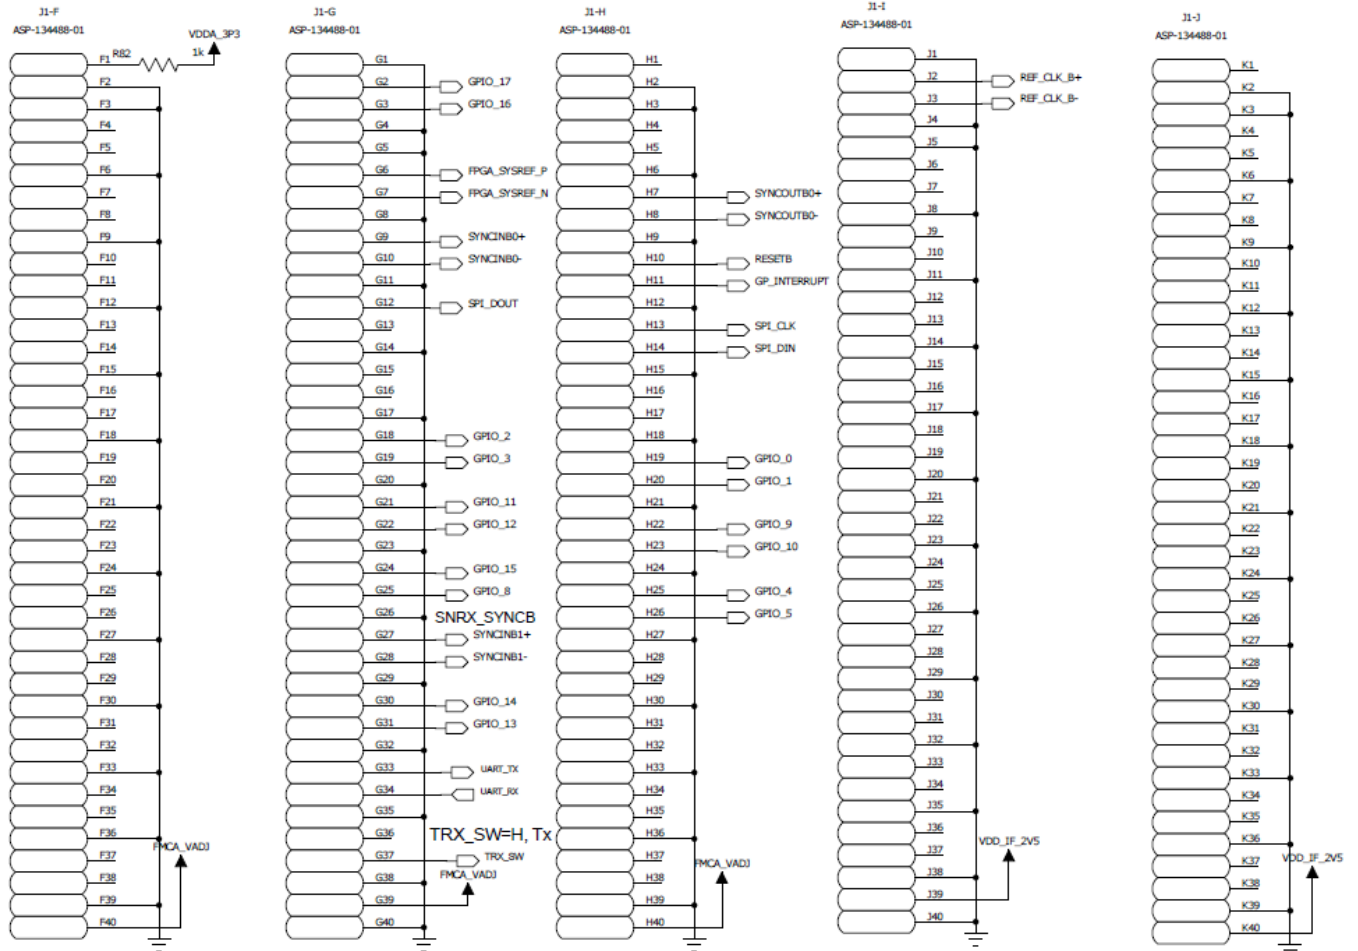 J1-F
ASP-134488-01
VDDA_3P3
R82
1k
F1
F2
F3
F4
F5
F6
F7
F8
F9
F10
F11
F12
F13
F14
F15
F16
F17
F18
F19
F20
F21
F22
F23
F24
F25
F26
F27
F28
F29
F30
F31
F32
F33
F34
F35
F36
FMCA_VADJ
F37
F38
F39
F40
J1-G
ASP-134488-01
G1
G2 GPIO_17
G3 GPIO_16
G4
G5
G6 FPGA_SYSREF_P
G7 FPGA_SYSREF_N
G8
G9 SYNCINB0+
G10 SYNCINB0-
G11
G12 SPI_DOUT
G13
G14
G15
G16
G17
G18 GPIO_2
G19 GPIO_3
G20
G21 GPIO_11
G22 GPIO_12
G23
G24 GPIO_15
G25 GPIO_8
G26 SNRX_SYNCB
G27 SYNCINB1+
G28 SYNCINB1-
G29
G30 GPIO_14
G31 GPIO_13
G32
G33 UART_TX
G34 UART_RX
G35
G36 TRX_SW=H, Tx
G37 TRX_SW
G38 FMCA_VADJ
G39
G40
J1-H
ASP-134488-01
H1
H2
H3
H4
H5
H6
H7 SYNCOUTB0+
H8 SYNCOUTB0-
H9
H10 RESETB
H11 GP_INTERRUPT
H12
H13 SPI_CLK
H14 SPI_DIN
H15
H16
H17
H18
H19 GPIO_0
H20 GPIO_1
H21
H22 GPIO_9
H23 GPIO_10
H24
H25 GPIO_4
H26 GPIO_5
H27
H28
H29
H30
H31
H32
H33
H34
H35
H36
H37 FMCA_VADJ
H38
H39
H40
J1-I
ASP-134488-01
J1
J2 REF_CLK_B+
J3 REF_CLK_B-
J4
J5
J6
J7
J8
J9
J10
J11
J12
J13
J14
J15
J16
J17
J18
J19
J20
J21
J22
J23
J24
J25
J26
J27
J28
J29
J30
J31
J32
J33
J34
J35
J36
J37 VDD_IF_2V5
J38
J39
J40
J1-J
ASP-134488-01
K1
K2
K3
K4
K5
K6
K7
K8
K9
K10
K11
K12
K13
K14
K15
K16
K17
K18
K19
K20
K21
K22
K23
K24
K25
K26
K27
K28
K29
K30
K31
K32
K33
K34
K35
K36
K37 VDD_IF_2V5
K38
K39
K40